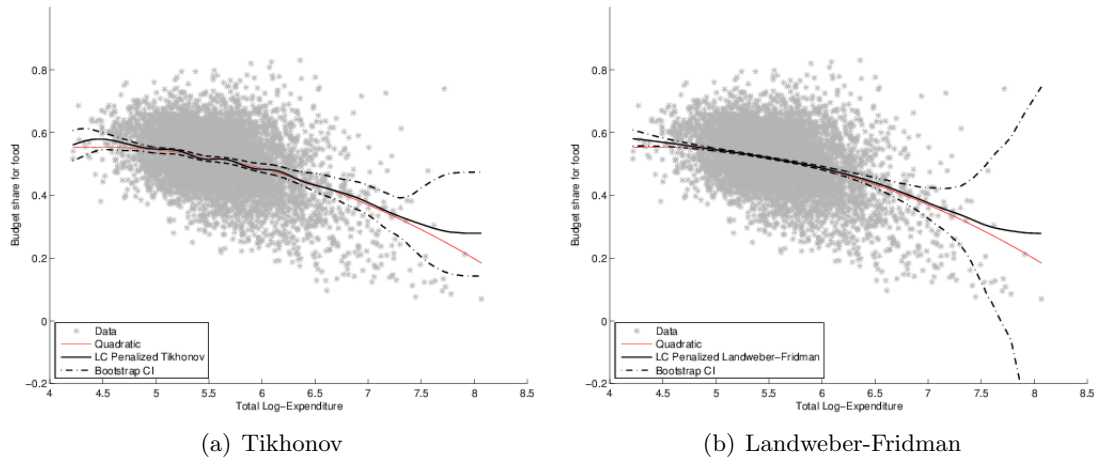 0.8
0.6
0.4
0.2
0
−0.2
Budget share for food
Data
Quadratic
LC Penalized Tikhonov
Bootstrap CI
4 4.5 5 5.5 6 6.5 7 7.5 8 8.5
Total Log−Expenditure
(a) Tikhonov
0.8
0.6
0.4
0.2
0
−0.2
Budget share for food
Data
Quadratic
LC Penalized Landweber−Fridman
Bootstrap CI
4 4.5 5 5.5 6 6.5 7 7.5 8 8.5
Total Log−Expenditure
(b) Landweber-Fridman